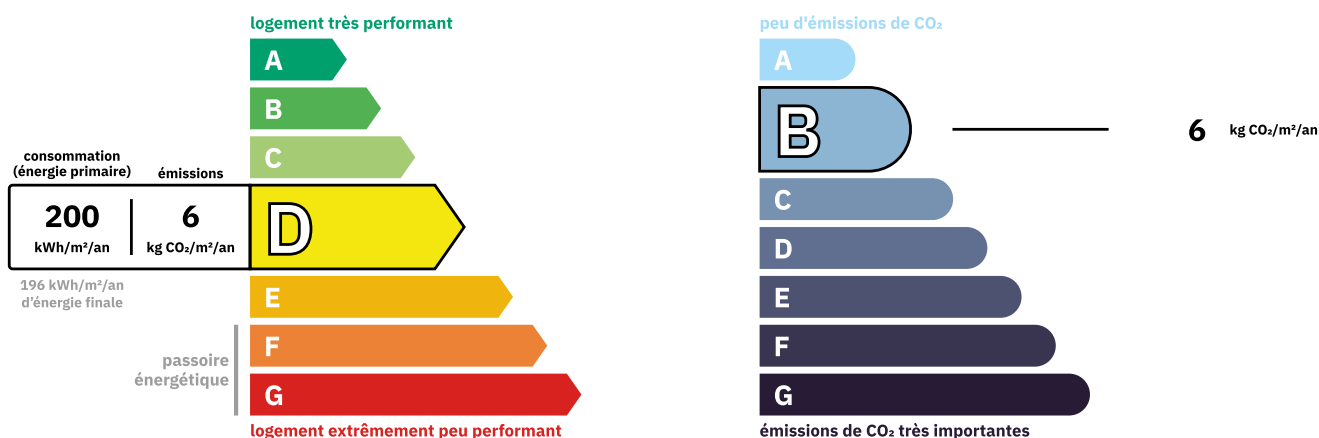 logement très performant
A
B
C
consommation
(énergie primaire)
émissions
200
kWh/m²/an
6
kg CO₂/m²/an
D
196 kWh/m²/an
d'énergie finale
E
passoire
énergétique
F
G
logement extrêmement peu performant
peu d'émissions de CO₂
A
B
6 kg CO₂/m²/an
C
D
E
F
G
émissions de CO₂ très importantes